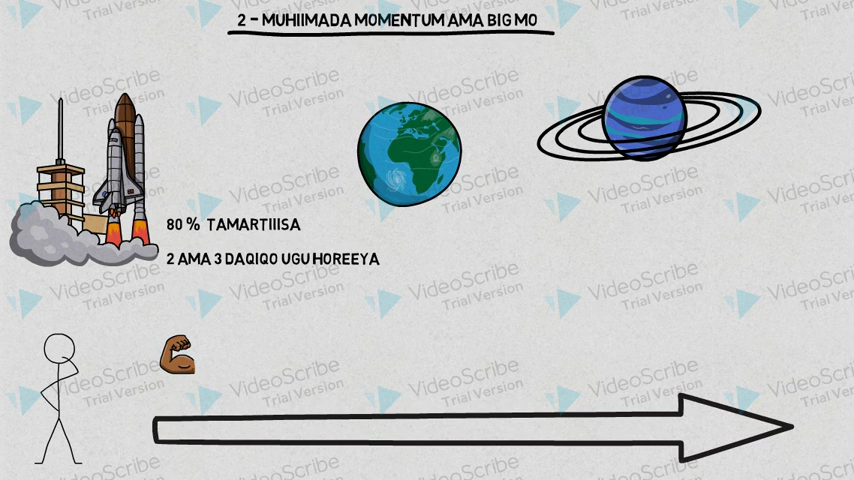 2 - MUHIIMADA MOMENTUM AMA BIG MO
80 % TAMARTIIISA
2 AMA 3 DAQIQO UGU HOREEYA
VideoScribe
Trial Version